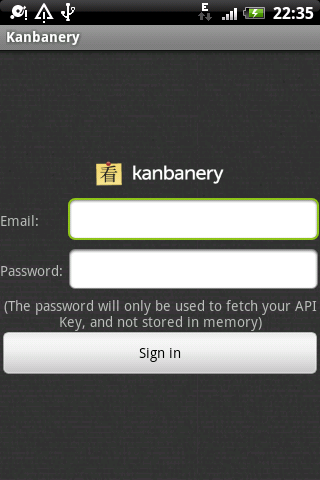 E 22:35
Kanbanery
看 kanbanery
Email:
Password:
(The password will only be used to fetch your API
Key, and not stored in memory)
Sign in